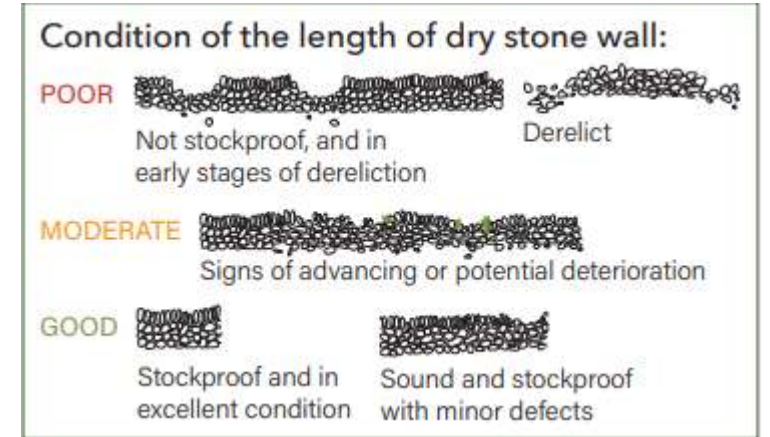 Condition of the length of dry stone wall:
POOR
Not stockproof, and in
early stages of dereliction
Derelict
MODERATE
Signs of advancing or potential deterioration
GOOD
Stockproof and in
excellent condition
Sound and stockproof
with minor defects